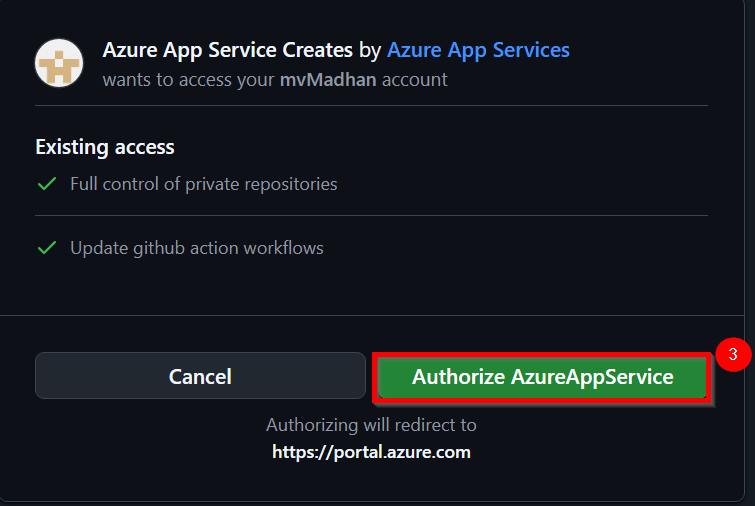 Azure App Service Creates by Azure App Services
wants to access your mvMadhan account
Existing access
Full control of private repositories
Update github action workflows
3
Cancel
Authorize AzureAppService
Authorizing will redirect to
https://portal.azure.com